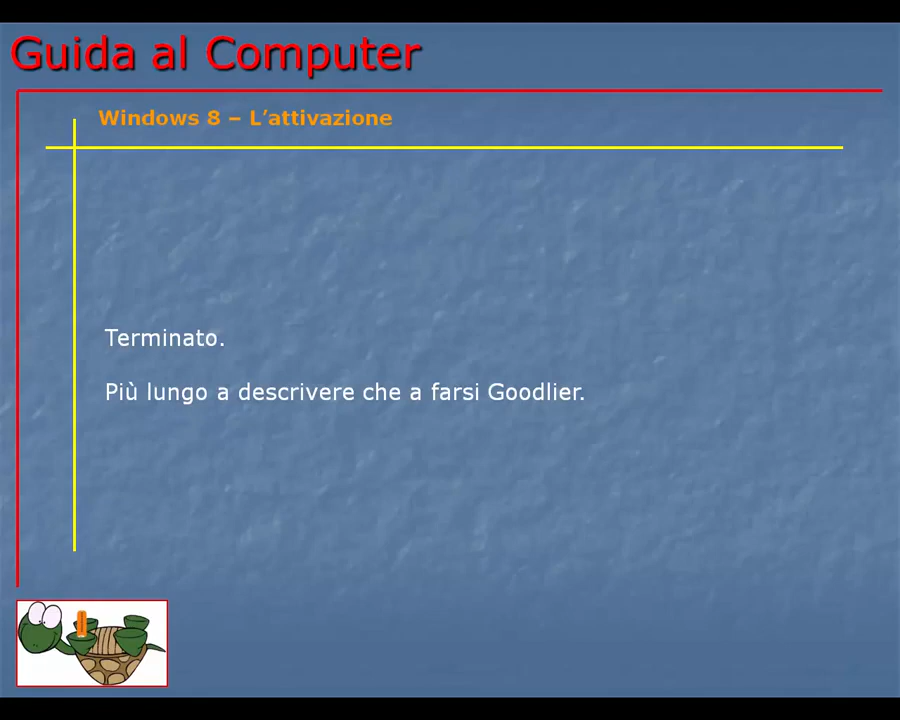 Guida al Computer
Windows 8 – L’attivazione
Terminato.
Più lungo a descrivere che a farsi Goodlier.